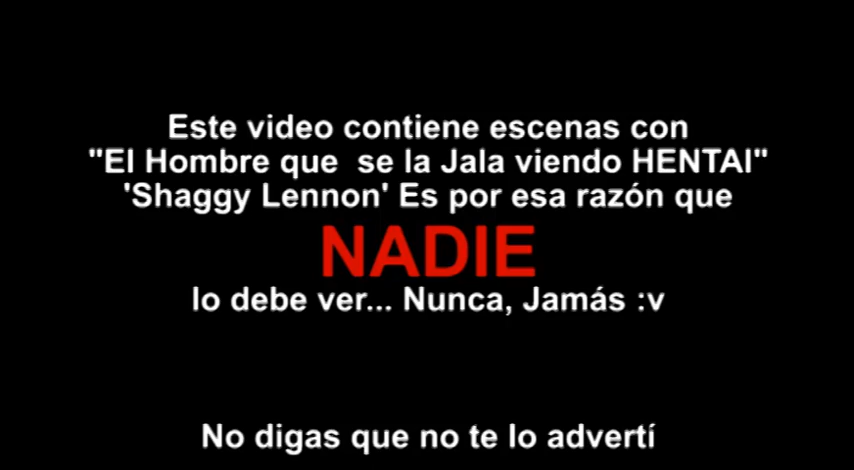 Este video contiene escenas con
"El Hombre que se la Jala viendo HENTAI"
'Shaggy Lennon' Es por esa razón que
NADIE
lo debe ver... Nunca, Jamás :v
No digas que no te lo advertí